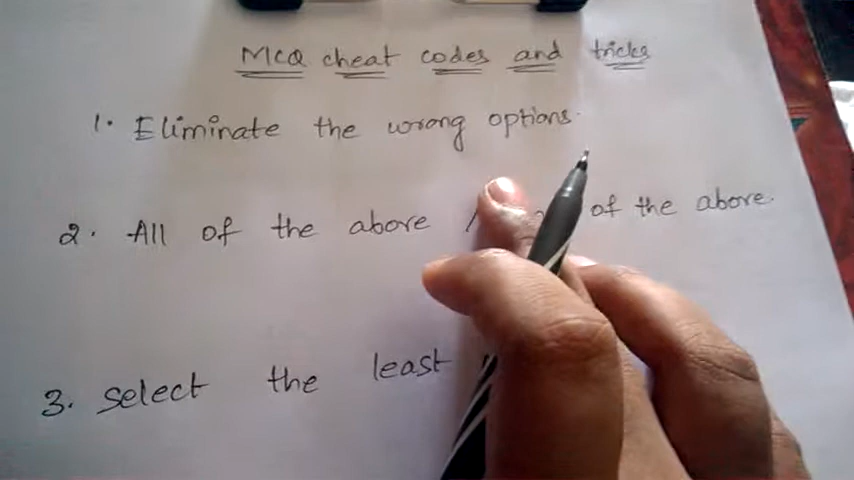 MCQ cheat codes and tricks
1. Eliminate the wrong options.
2. All of the above / of the above.
3. select the least